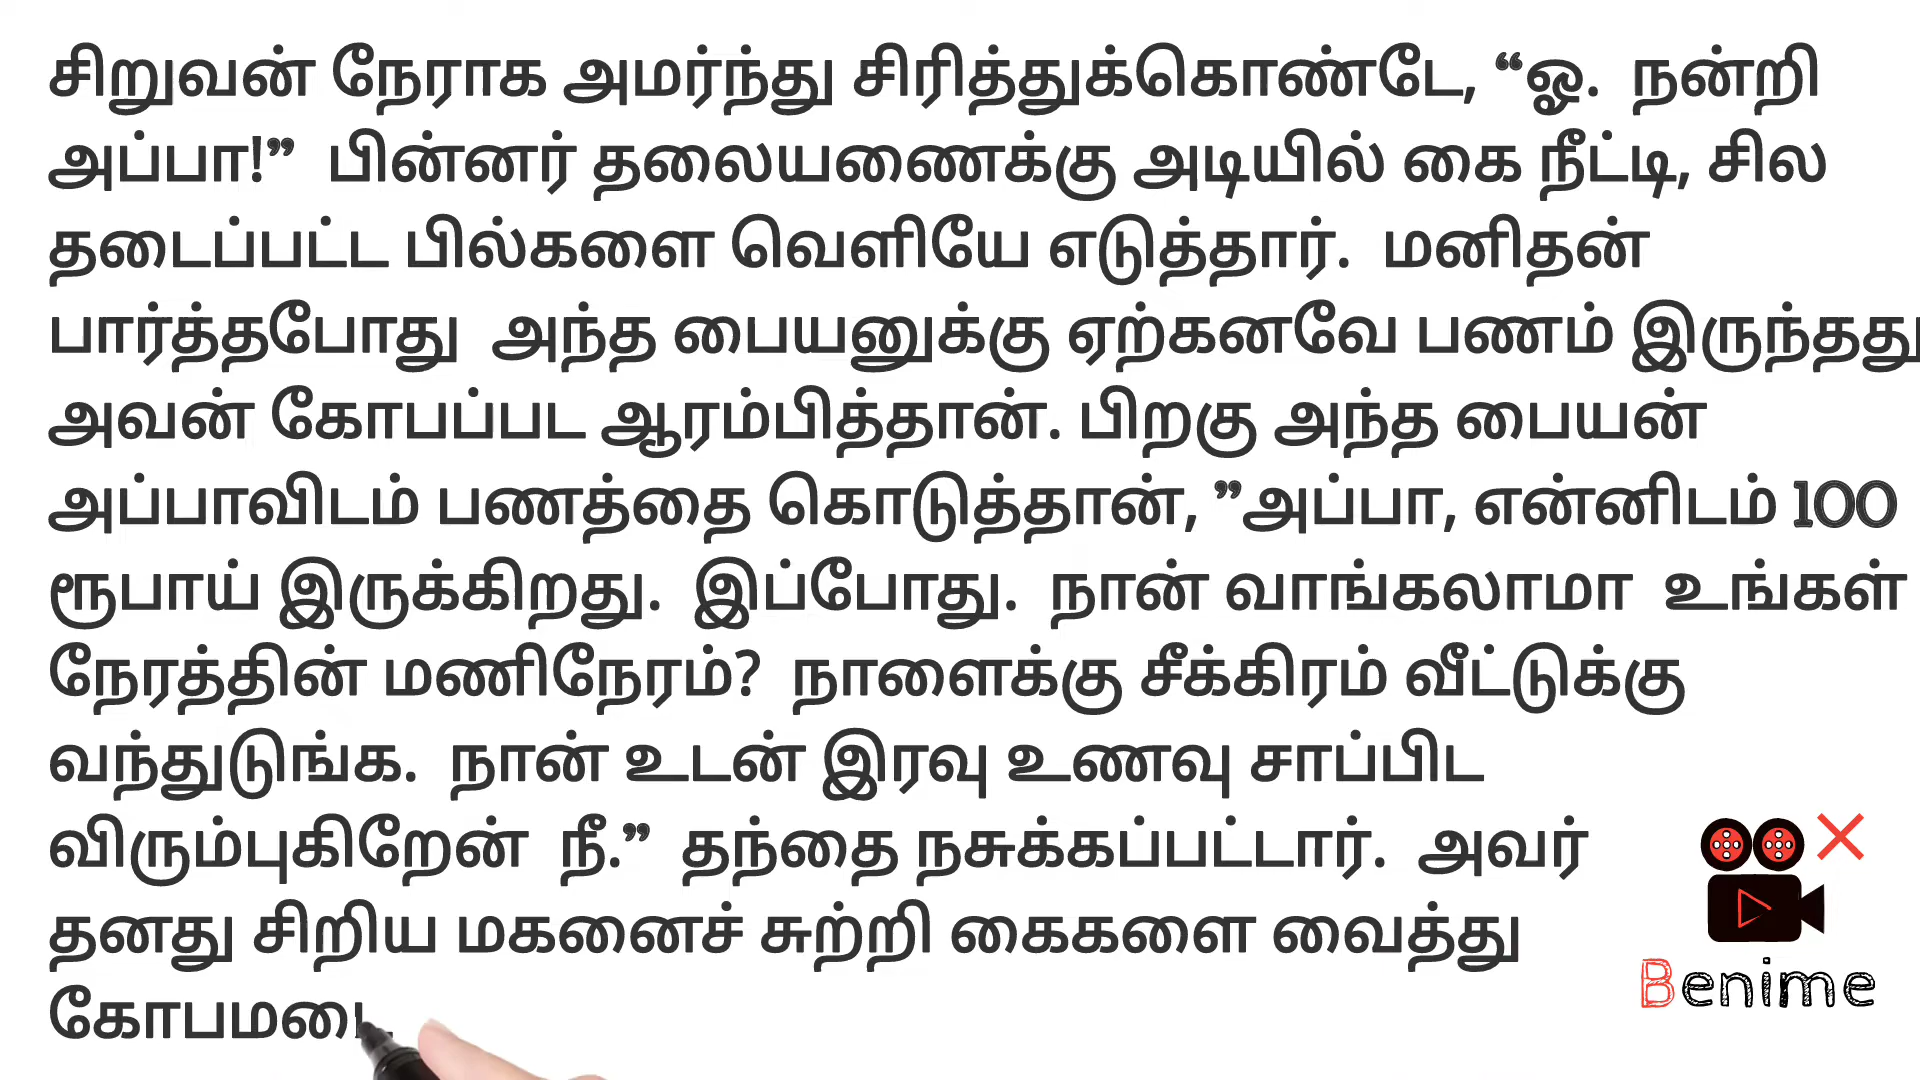 சிறுவன் நேராக அமர்ந்து சிரித்துக்கொண்டே, “ஓ. நன்றி
அப்பா!” பின்னர் தலையணைக்கு அடியில் கை நீட்டி, சில
தடைப்பட்ட பில்களை வெளியே எடுத்தார். மனிதன்
பார்த்தபோது அந்த பையனுக்கு ஏற்கனவே பணம் இருந்தது
அவன் கோபப்பட ஆரம்பித்தான். பிறகு அந்த பையன்
அப்பாவிடம் பணத்தை கொடுத்தான், ”அப்பா, என்னிடம் 100
ரூபாய் இருக்கிறது. இப்போது. நான் வாங்கலாமா உங்கள்
நேரத்தின் மணிநேரம்? நாளைக்கு சீக்கிரம் வீட்டுக்கு
வந்துடுங்க. நான் உடன் இரவு உணவு சாப்பிட
விரும்புகிறேன் நீ.” தந்தை நசுக்கப்பட்டார். அவர்
தனது சிறிய மகனைச் சுற்றி கைகளை வைத்து
Benime